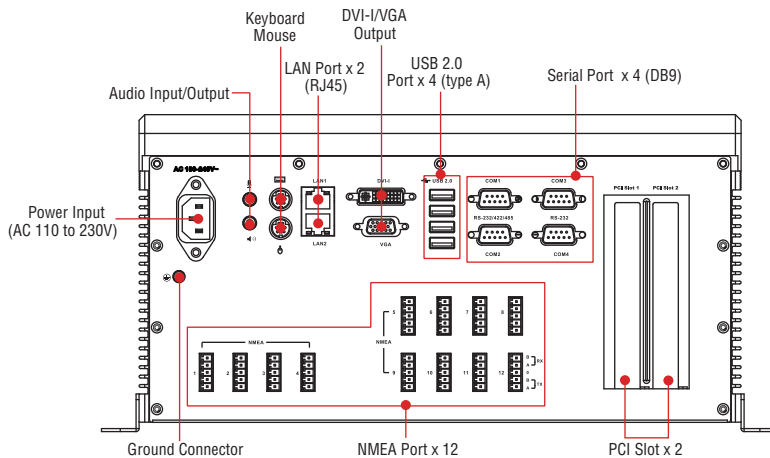 Keyboard
Mouse
DVI-I/VGA
Output
LAN Port x 2
(RJ45)
USB 2.0
Port x 4 (type A)
Audio Input/Output
Serial Port x 4 (DB9)
AC 100-240V~
LAN1
DVI-I
USB 2.0
COM1
COM3
PCI Slot 1
PCI Slot 2
Power Input
(AC 110 to 230V)
RS-232/422/485
RS-232
LAN2
VGA
COM2
COM4
5
6
7
8
NMEA
NMEA
1
2
3
4
9
10
11
12
B
A
RX
0
B
A
TX
Ground Connector
NMEA Port x 12
PCI Slot x 2